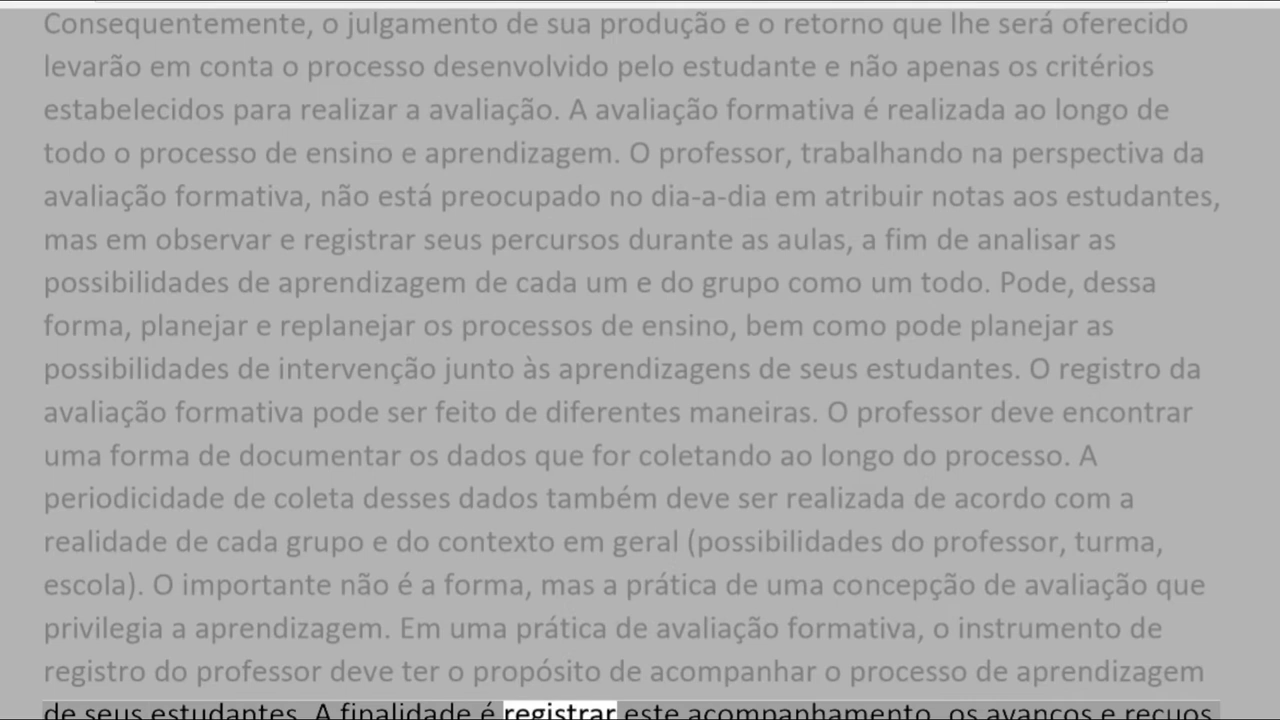 Consequentemente, o julgamento de sua produção e o retorno que lhe será oferecido
levarão em conta o processo desenvolvido pelo estudante e não apenas os critérios
estabelecidos para realizar a avaliação. A avaliação formativa é realizada ao longo de
todo o processo de ensino e aprendizagem. O professor, trabalhando na perspectiva da
avaliação formativa, não está preocupado no dia-a-dia em atribuir notas aos estudantes,
mas em observar e registrar seus percursos durante as aulas, a fim de analisar as
possibilidades de aprendizagem de cada um e do grupo como um todo. Pode, dessa
forma, planejar e replanejar os processos de ensino, bem como pode planejar as
possibilidades de intervenção junto às aprendizagens de seus estudantes. O registro da
avaliação formativa pode ser feito de diferentes maneiras. O professor deve encontrar
uma forma de documentar os dados que for coletando ao longo do processo. A
periodicidade de coleta desses dados também deve ser realizada de acordo com a
realidade de cada grupo e do contexto em geral (possibilidades do professor, turma,
escola). O importante não é a forma, mas a prática de uma concepção de avaliação que
privilegia a aprendizagem. Em uma prática de avaliação formativa, o instrumento de
registro do professor deve ter o propósito de acompanhar o processo de aprendizagem
de seus estudantes. A finalidade é registrar este acompanhamento, os avanços e recuos